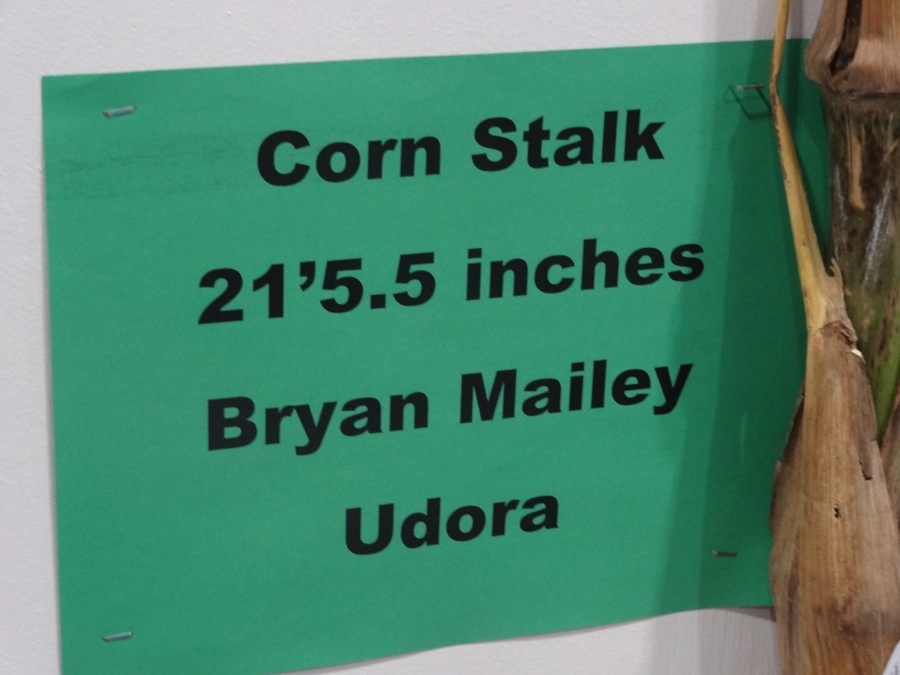 Corn Stalk
21’5.5 inches
Bryan Mailey
Udora